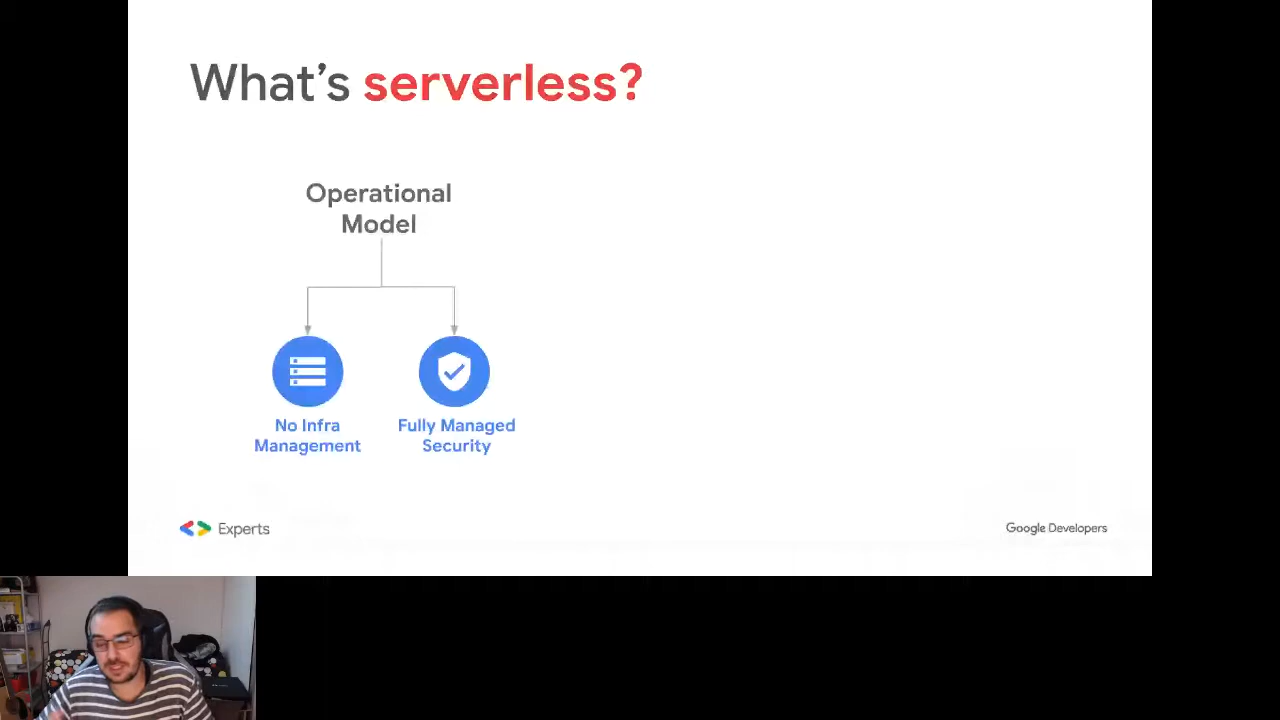 What's serverless?
Operational
Model
No Infra
Management
Fully Managed
Security
Experts
Google Developers